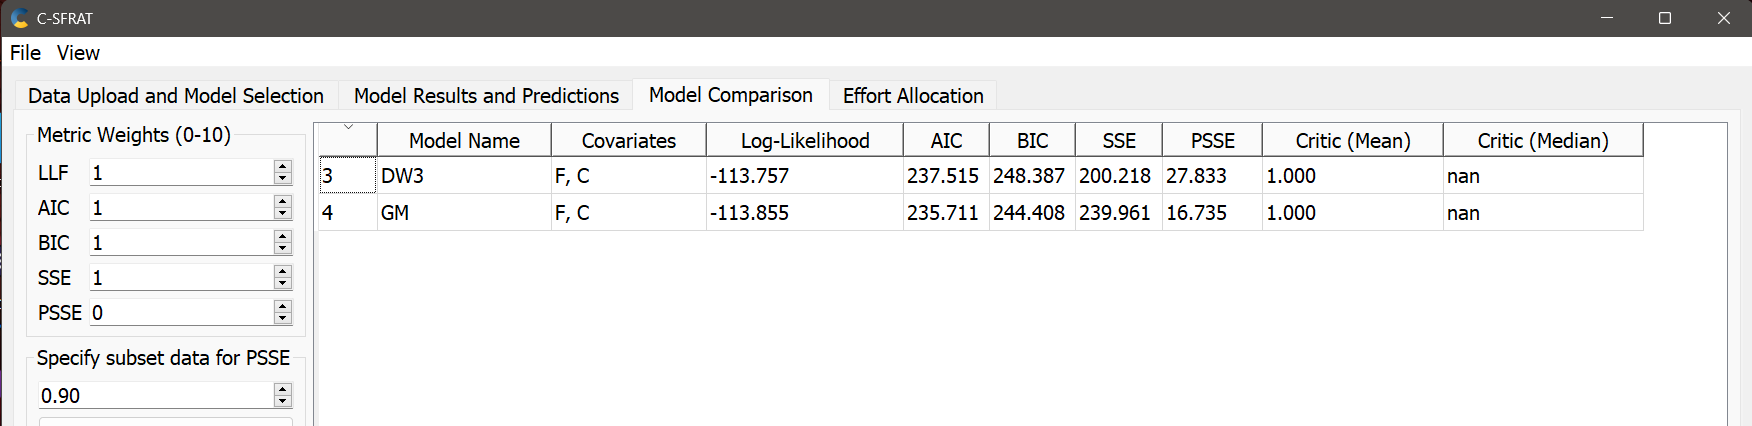 C-SFRAT
File View
Data Upload and Model Selection Model Results and Predictions Model Comparison Effort Allocation
Metric Weights (0-10)
LLF 1
AIC 1
BIC 1
SSE 1
PSSE 0
Specify subset data for PSSE
0.90
Model Name Covariates Log-Likelihood AIC BIC SSE PSSE Critic (Mean) Critic (Median)
3 DW3 F, C -113.757 237.515 248.387 200.218 27.833 1.000 nan
4 GM F, C -113.855 235.711 244.408 239.961 16.735 1.000 nan